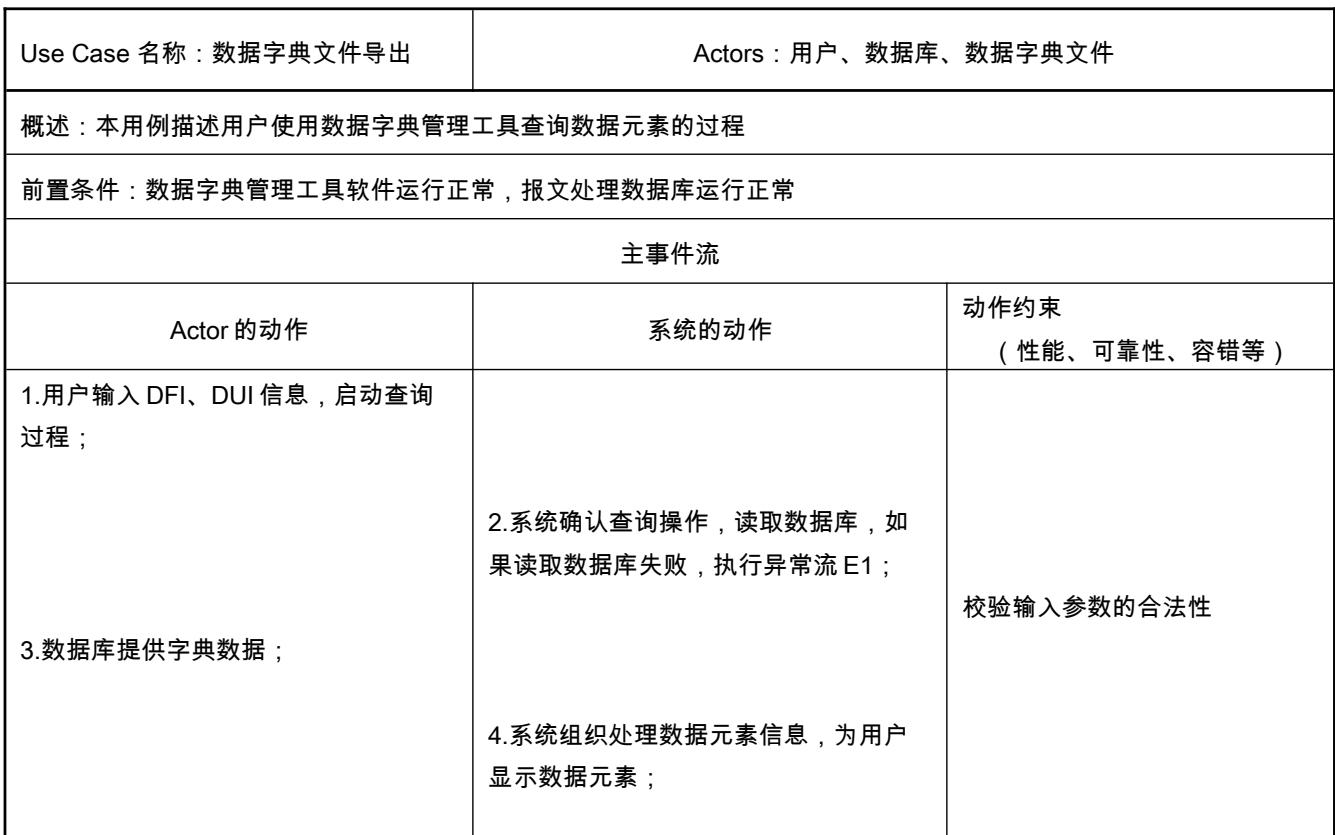 Use Case 名称：数据字典文件导出
Actors：用户、数据库、数据字典文件
概述：本用例描述用户使用数据字典管理工具查询数据元素的过程
前置条件：数据字典管理工具软件运行正常，报文处理数据库运行正常
主事件流
Actor 的动作
系统的动作
动作约束
（性能、可靠性、容错等）
1.用户输入 DFI、DUI 信息，启动查询
过程；
2.系统确认查询操作，读取数据库，如
果读取数据库失败，执行异常流 E1；
校验输入参数的合法性
3.数据库提供字典数据；
4.系统组织处理数据元素信息，为用户
显示数据元素；